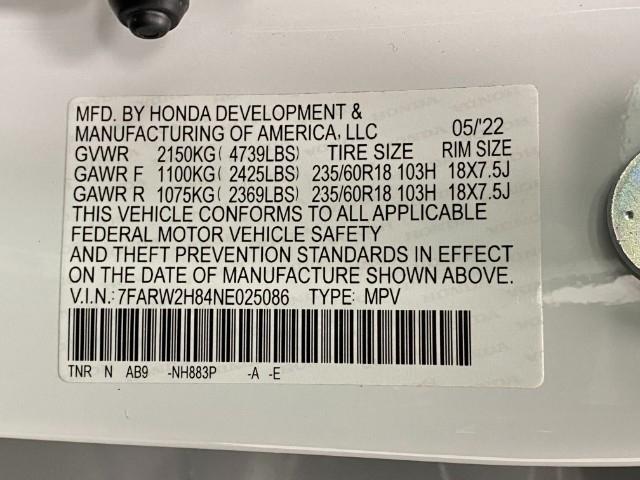 MFD. BY HONDA DEVELOPMENT &
MANUFACTURING OF AMERICA, LLC 05/'22
GVWR 2150KG ( 4739LBS) TIRE SIZE RIM SIZE
GAWR F 1100KG ( 2425LBS) 235/60R18 103H 18X7.5J
GAWR R 1075KG ( 2369LBS) 235/60R18 103H 18X7.5J
THIS VEHICLE CONFORMS TO ALL APPLICABLE
FEDERAL MOTOR VEHICLE SAFETY
AND THEFT PREVENTION STANDARDS IN EFFECT
ON THE DATE OF MANUFACTURE SHOWN ABOVE.
V.I.N.: 7FARW2H84NE025086 TYPE: MPV
TNR N AB9 -NH883P -A -E